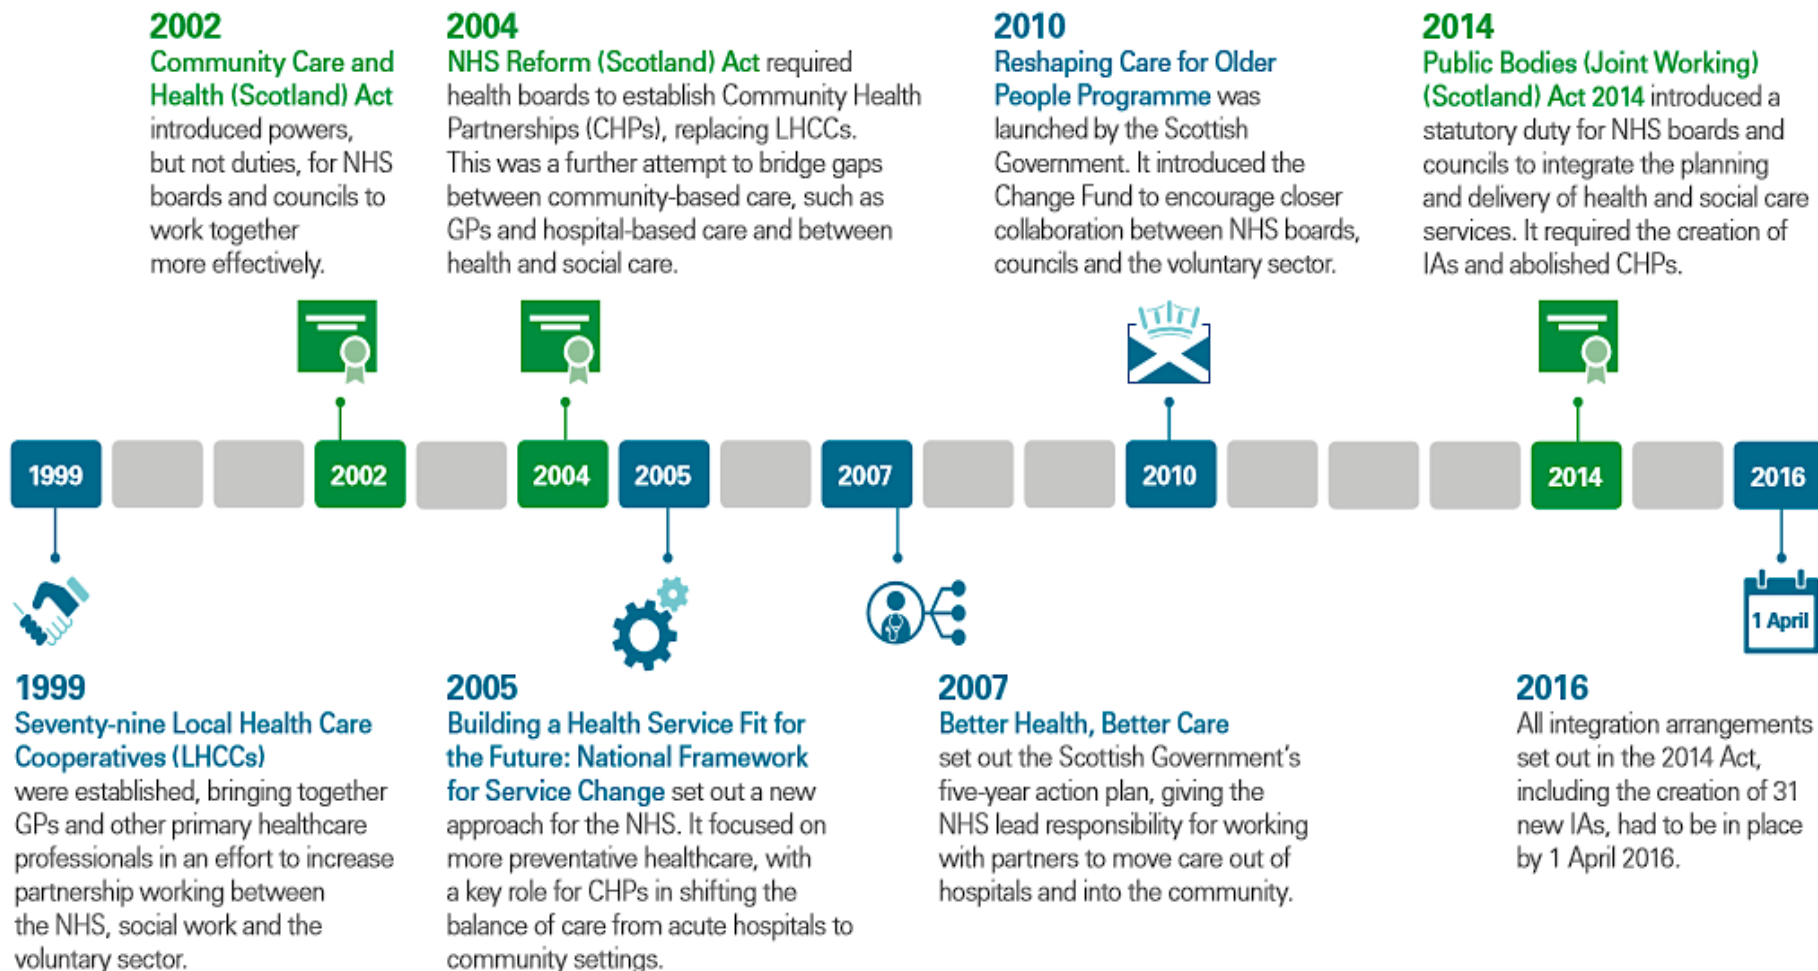 2002
Community Care and
Health (Scotland) Act
introduced powers,
but not duties, for NHS
boards and councils to
work together
more effectively.
2004
NHS Reform (Scotland) Act required
health boards to establish Community Health
Partnerships (CHPs), replacing LHCCs.
This was a further attempt to bridge gaps
between community-based care, such as
GPs and hospital-based care and between
health and social care.
2010
Reshaping Care for Older
People Programme was
launched by the Scottish
Government. It introduced the
Change Fund to encourage closer
collaboration between NHS boards,
councils and the voluntary sector.
2014
Public Bodies (Joint Working)
(Scotland) Act 2014 introduced a
statutory duty for NHS boards and
councils to integrate the planning
and delivery of health and social care
services. It required the creation of
IAs and abolished CHPs.
1999
2002
2004
2005
2007
2010
2014
2016
1 April
1999
Seventy-nine Local Health Care
Cooperatives (LHCCs)
were established, bringing together
GPs and other primary healthcare
professionals in an effort to increase
partnership working between
the NHS, social work and the
voluntary sector.
2005
Building a Health Service Fit for
the Future: National Framework
for Service Change set out a new
approach for the NHS. It focused on
more preventative healthcare, with
a key role for CHPs in shifting the
balance of care from acute hospitals to
community settings.
2007
Better Health, Better Care
set out the Scottish Government's
five-year action plan, giving the
NHS lead responsibility for working
with partners to move care out of
hospitals and into the community.
2016
All integration arrangements
set out in the 2014 Act,
including the creation of 31
new IAs, had to be in place
by 1 April 2016.